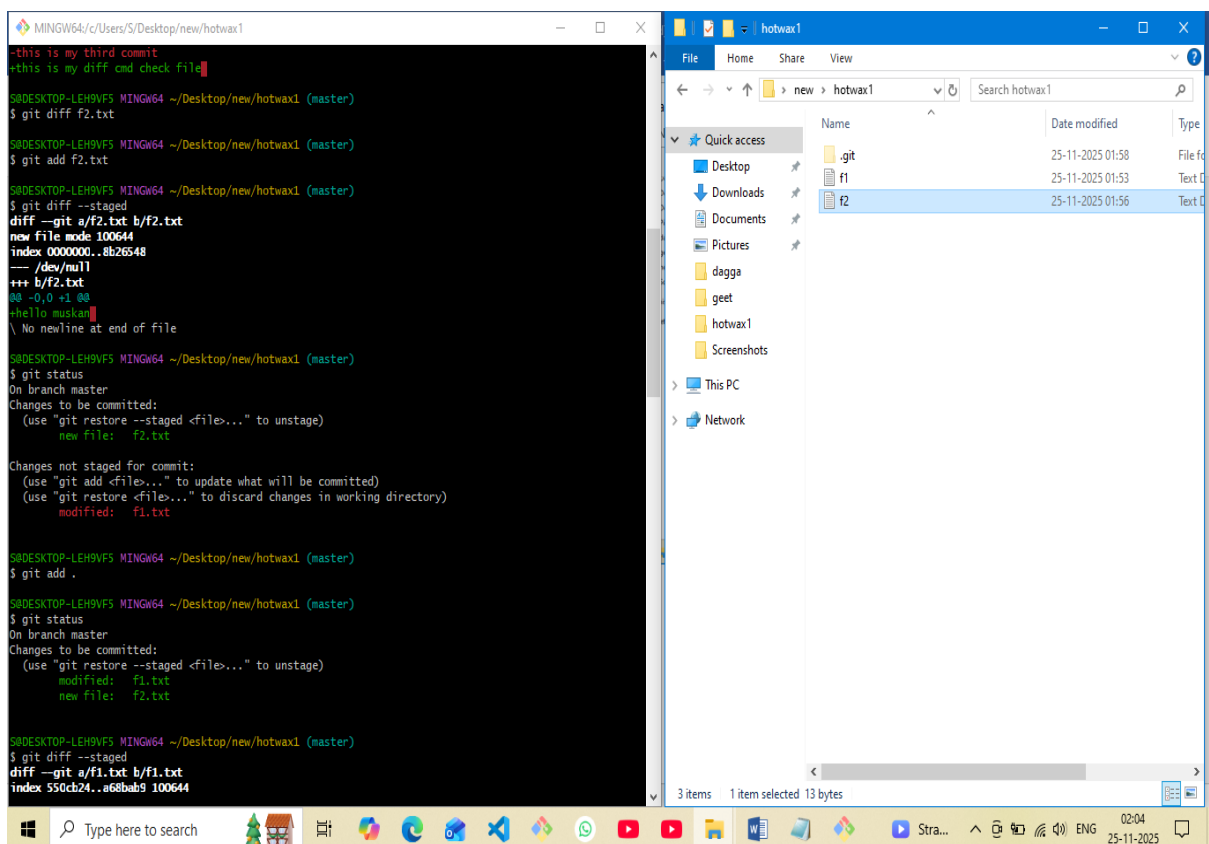 MINGW64:/c/Users/S/Desktop/new/hotwax1
-this is my third commit
+this is my diff cmd check file
S@DESKTOP-LEH9VF5 MINGW64 ~/Desktop/new/hotwax1 (master)
$ git diff f2.txt
S@DESKTOP-LEH9VF5 MINGW64 ~/Desktop/new/hotwax1 (master)
$ git add f2.txt
S@DESKTOP-LEH9VF5 MINGW64 ~/Desktop/new/hotwax1 (master)
$ git diff --staged
diff --git a/f2.txt b/f2.txt
new file mode 100644
index 0000000..8b26548
--- /dev/null
+++ b/f2.txt
@@ -0,0 +1 @@
+hello muskan
\ No newline at end of file
S@DESKTOP-LEH9VF5 MINGW64 ~/Desktop/new/hotwax1 (master)
$ git status
On branch master
Changes to be committed:
(use "git restore --staged <file>..." to unstage)
new file: f2.txt
Changes not staged for commit:
(use "git add <file>..." to update what will be committed)
(use "git restore <file>..." to discard changes in working directory)
modified: f1.txt
S@DESKTOP-LEH9VF5 MINGW64 ~/Desktop/new/hotwax1 (master)
$ git add .
S@DESKTOP-LEH9VF5 MINGW64 ~/Desktop/new/hotwax1 (master)
$ git status
On branch master
Changes to be committed:
(use "git restore --staged <file>..." to unstage)
modified: f1.txt
new file: f2.txt
S@DESKTOP-LEH9VF5 MINGW64 ~/Desktop/new/hotwax1 (master)
$ git diff --staged
diff --git a/f1.txt b/f1.txt
index 550cb24..a68bab9 100644
hotwax1
File Home Share View
new > hotwax1
Search hotwax1
Name Date modified Type
Quick access
Desktop
Downloads
Documents
Pictures
dagga
geet
hotwax1
Screenshots
This PC
Network
.git 25-11-2025 01:58 File fo
f1 25-11-2025 01:53 Text D
f2 25-11-2025 01:56 Text D
3 items 1 item selected 13 bytes
Type here to search
Stra...
ENG
02:04
25-11-2025